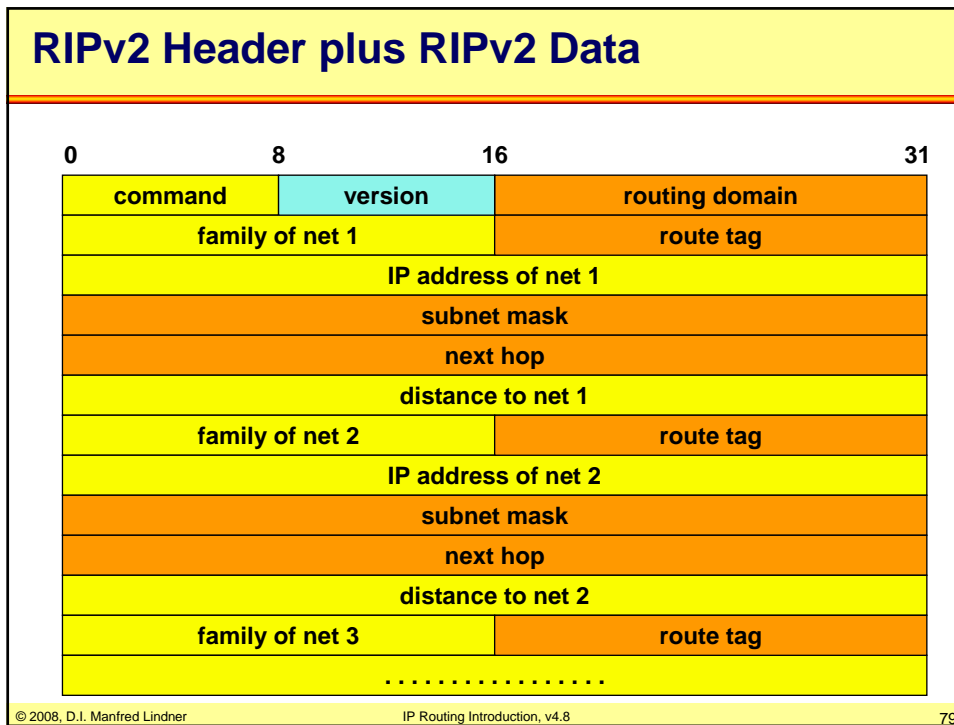 RIPv2 Header plus RIPv2 Data
0 8 16 31
command version routing domain
family of net 1 route tag
IP address of net 1
subnet mask
next hop
distance to net 1
family of net 2 route tag
IP address of net 2
subnet mask
next hop
distance to net 2
family of net 3 route tag
. . . . . . . . . . . . . . . . .
© 2008, D.I. Manfred Lindner IP Routing Introduction, v4.8 79